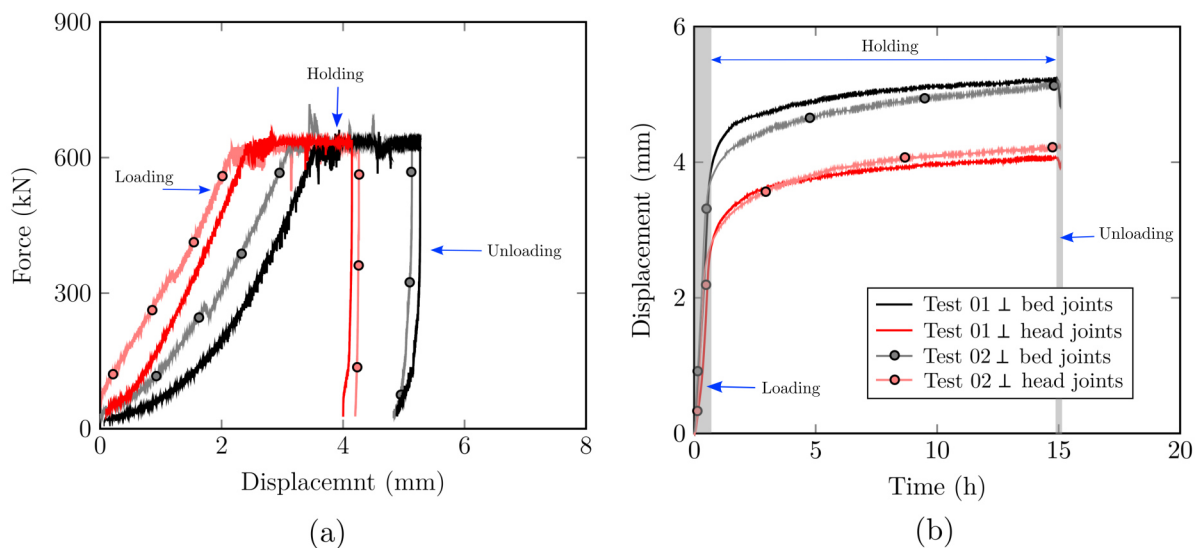 900
600
300
0
0
2
4
6
8
Force (kN)
Displacemnt (mm)
Holding
Loading
Unloading
(a)
6
4
2
0
0
5
10
15
20
Displacement (mm)
Time (h)
Holding
Unloading
Loading
Test 01 ⊥ bed joints
Test 01 ⊥ head joints
Test 02 ⊥ bed joints
Test 02 ⊥ head joints
(b)